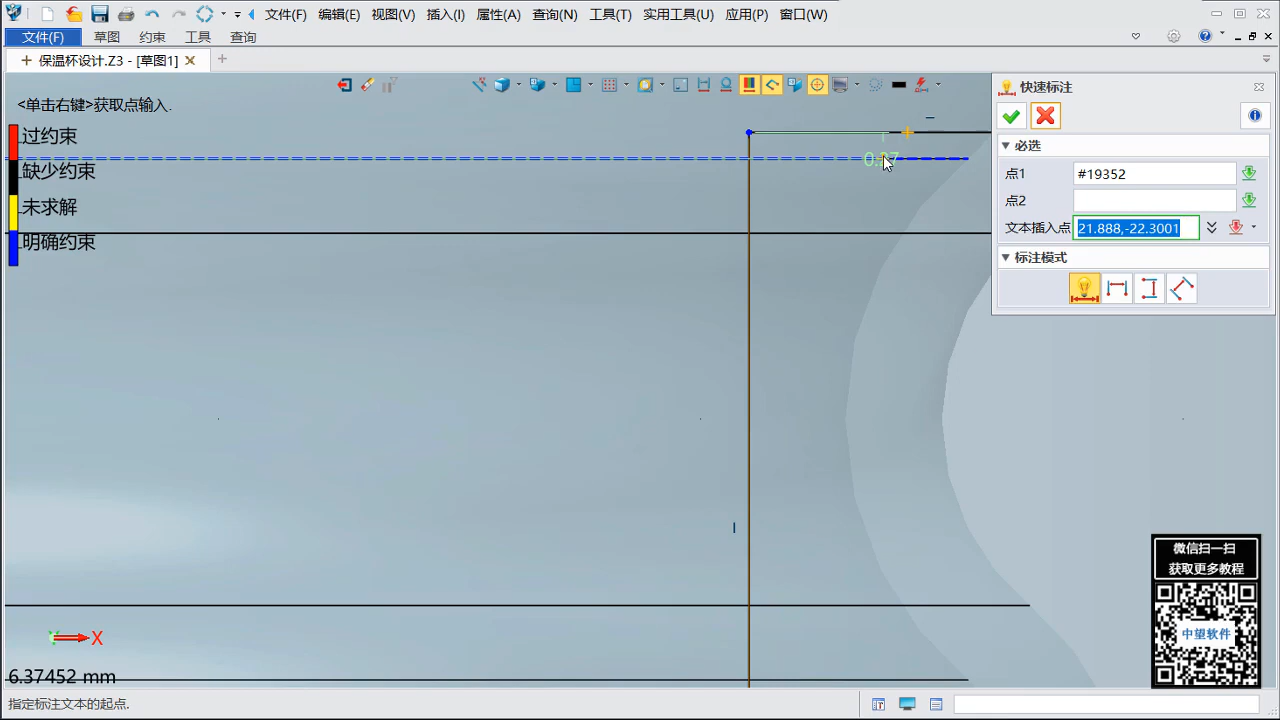 文件(F) 编辑(E) 视图(V) 插入(I) 属性(A) 查询(N) 工具(T) 实用工具(U) 应用(P) 窗口(W)
文件(F) 草图 约束 工具 查询
保温杯设计.Z3 - [草图1]
<单击右键>获取点输入.
过约束
缺少约束
未求解
明确约束
快速标注
必选
点1 #19352
点2
文本插入点 21.888,-22.3001
标注模式
微信扫一扫
获取更多教程
中望软件
X
6.37452 mm
指定标注文本的起点.